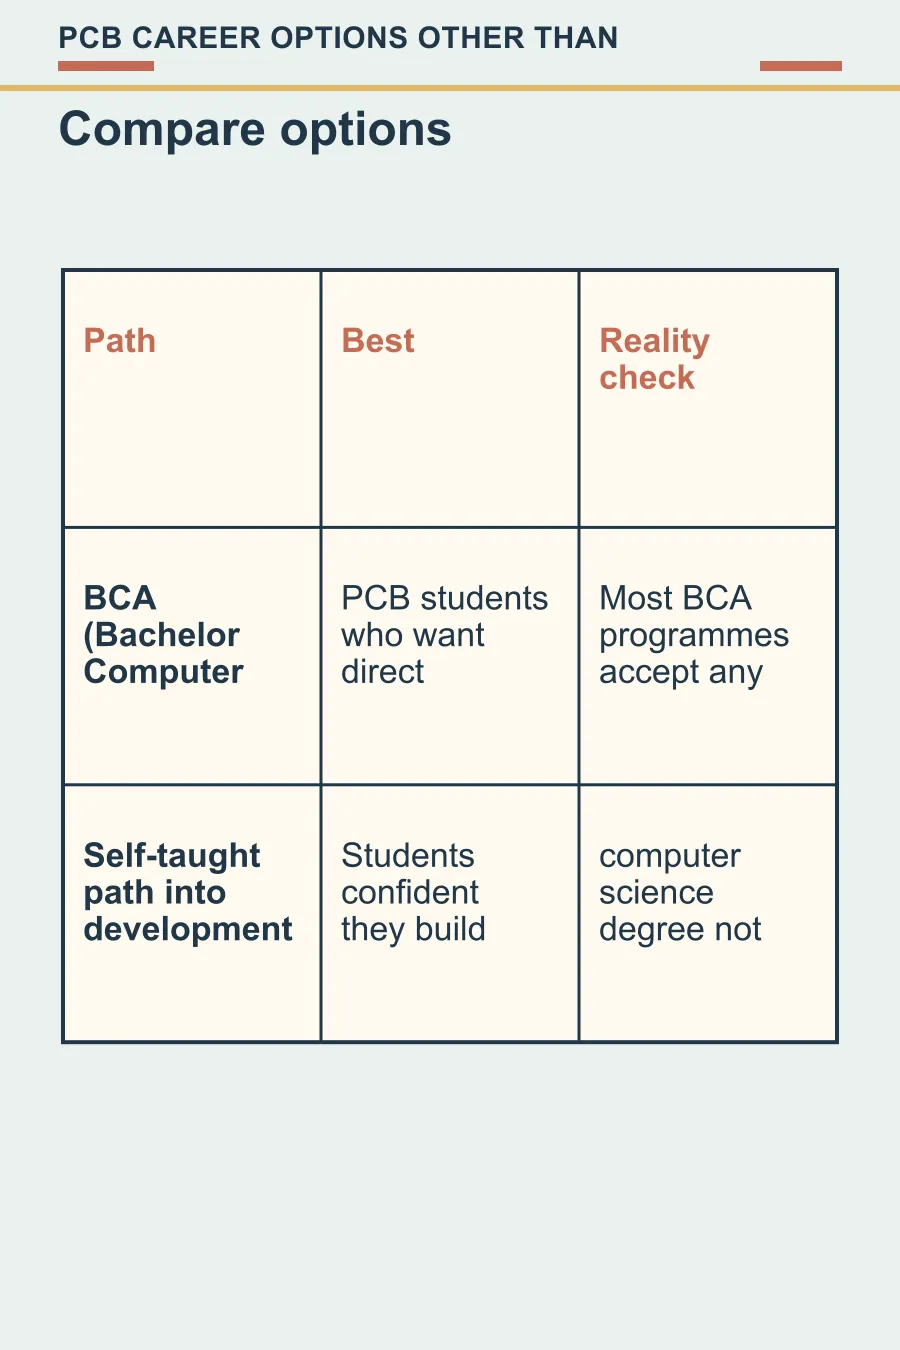 PCB CAREER OPTIONS OTHER THAN
Compare options
Path
Best
Reality
check
BCA
(Bachelor
Computer
PCB students
who want
direct
Most BCA
programmes
accept any
Self-taught
path into
development
Students
confident
they build
computer
science
degree not